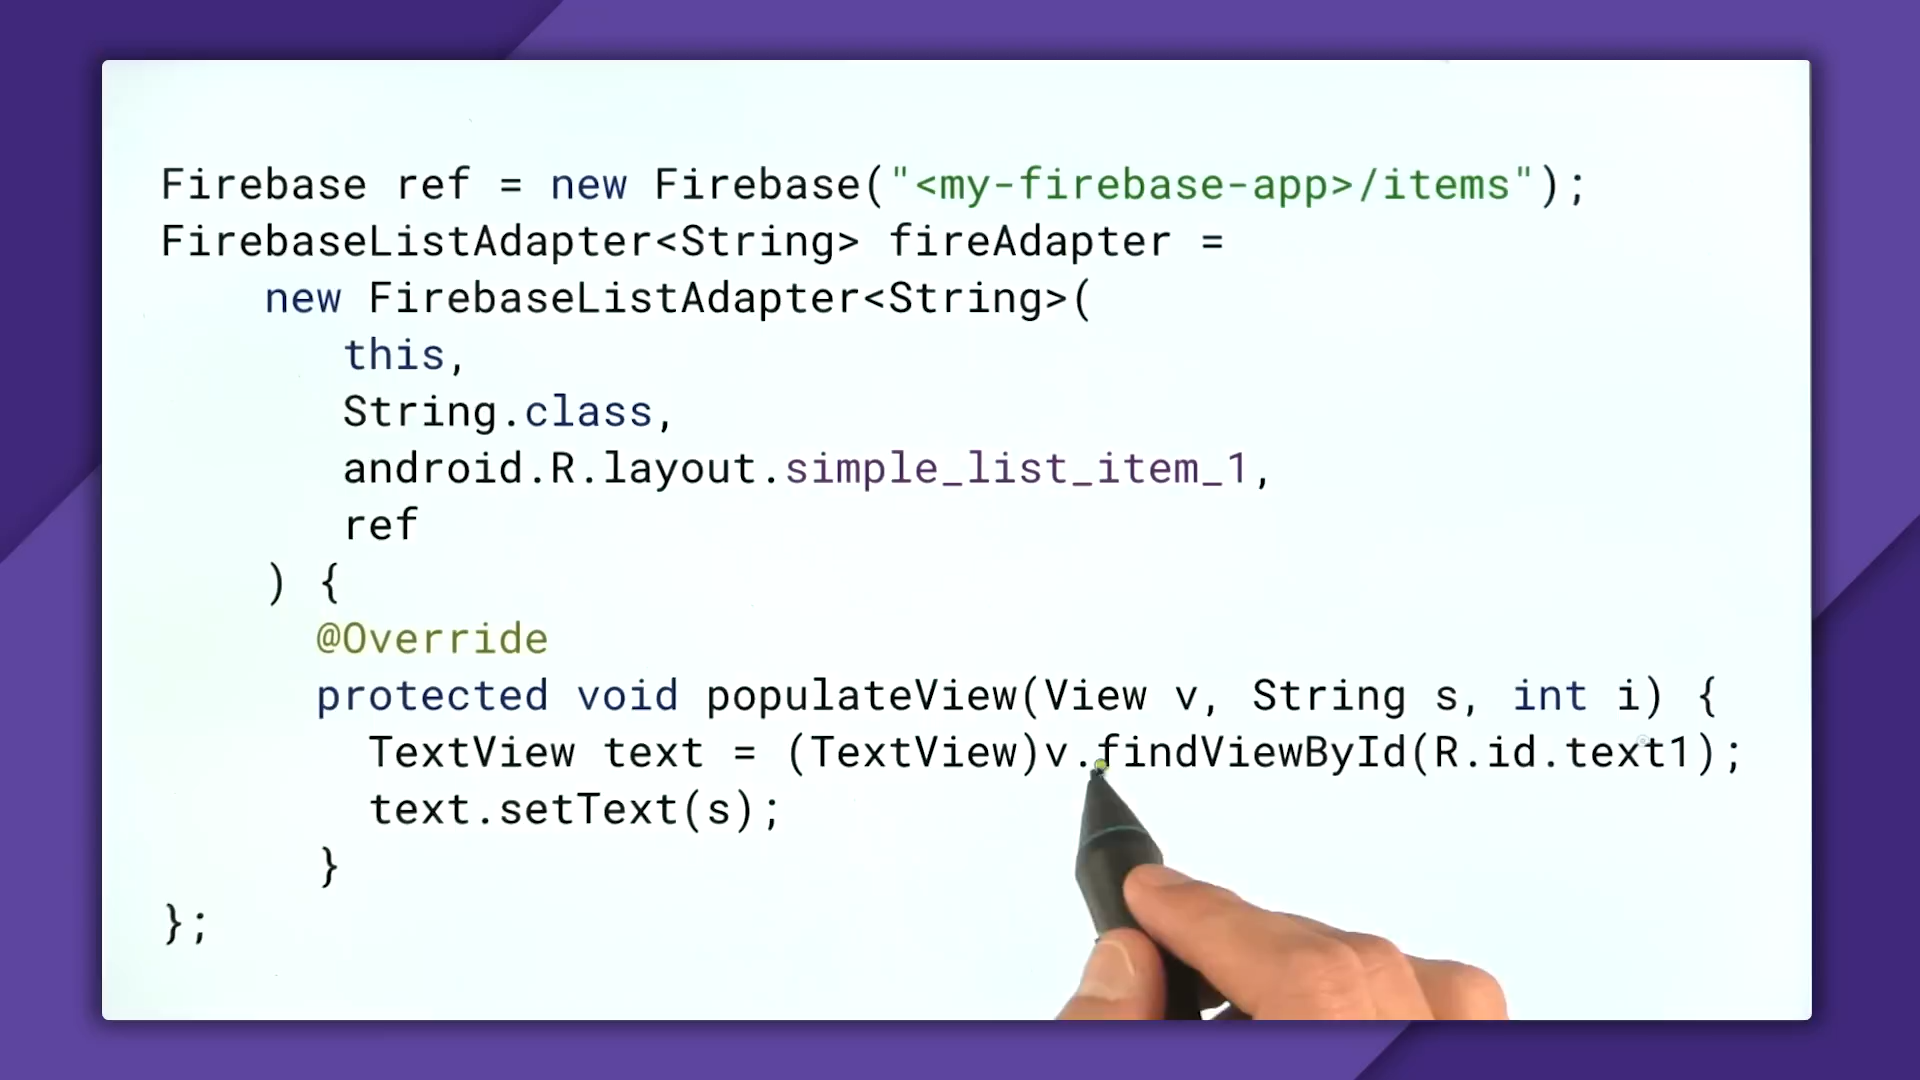 Firebase ref = new Firebase("<my-firebase-app>/items");
FirebaseListAdapter<String> fireAdapter =
new FirebaseListAdapter<String>(
this,
String.class,
android.R.layout.simple_list_item_1,
ref
) {
@Override
protected void populateView(View v, String s, int i) {
TextView text = (TextView)v.findViewById(R.id.text1);
text.setText(s);
}
};